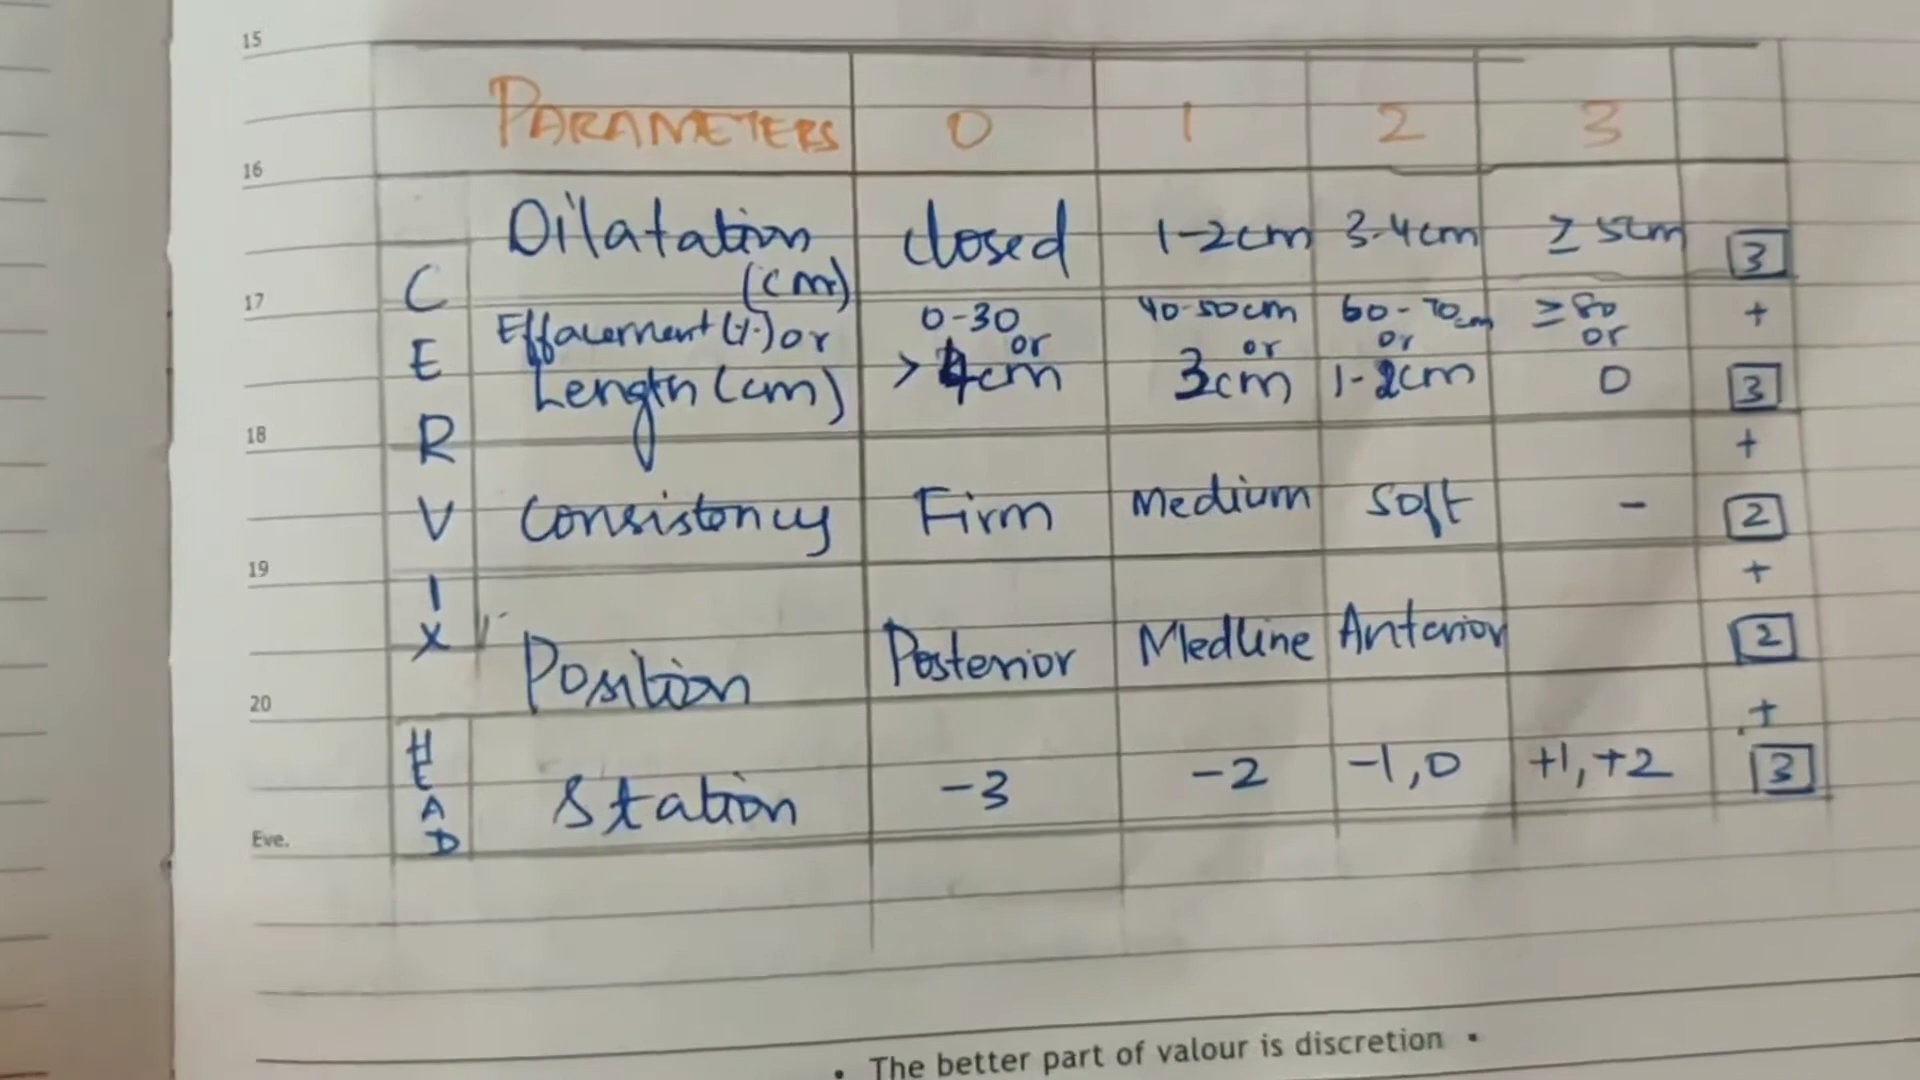 15
PARAMETERS 0 1 2 3
16
Dilatation (cm) closed 1-2cm 3-4cm ≥ 5cm 3
17
+
Effacement (%) or Length (cm) 0-30 or > 4cm 40-50cm or 3cm 60-70cm or 1-2cm ≥80 or 0 3
18
+
Consistency Firm Medium Soft - 2
19
+
Position Posterior Medline Anterior 2
20
+
Station -3 -2 -1,0 +1,+2 3
Eve.
CERVIX
HEAD
• The better part of valour is discretion •